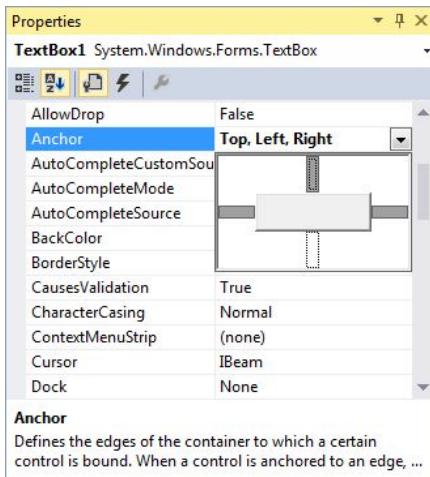 Properties
TextBox1 System.Windows.Forms.TextBox
AllowDrop False
Anchor Top, Left, Right
AutoCompleteCustomSou
AutoCompleteMode
AutoCompleteSource
BackColor
BorderStyle
CausesValidation True
CharacterCasing Normal
ContextMenuStrip (none)
Cursor IBeam
Dock None
Anchor
Defines the edges of the container to which a certain
control is bound. When a control is anchored to an edge, ...